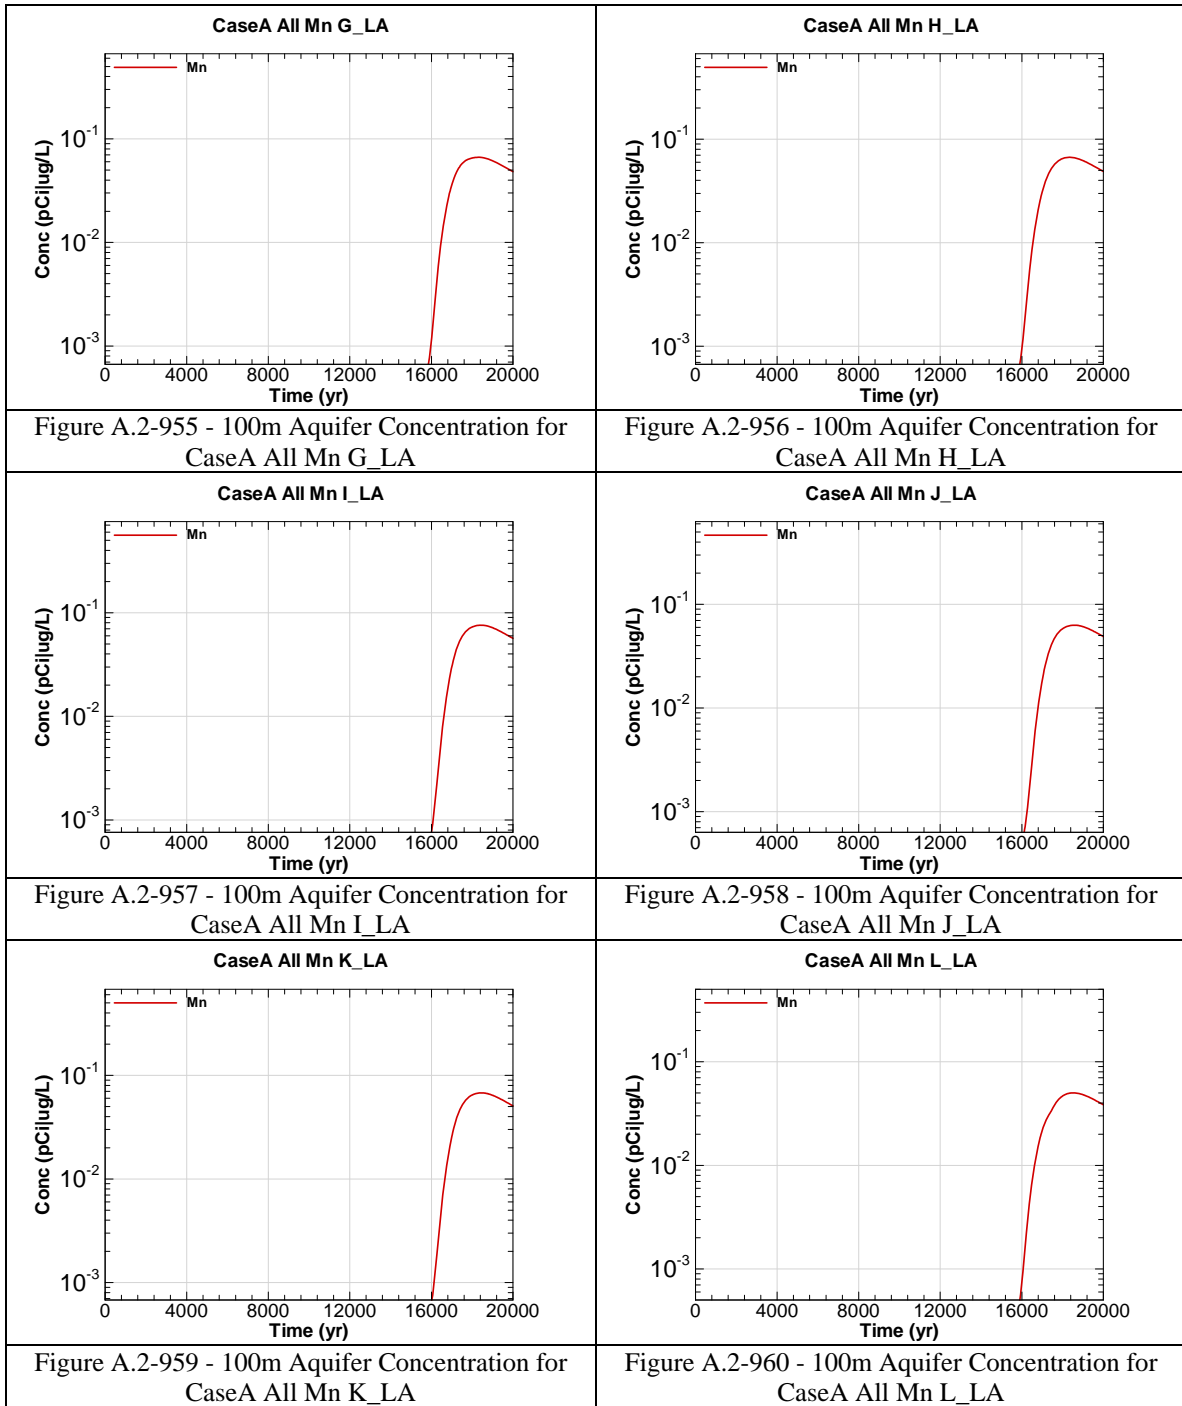 CaseA All Mn G_LA
Mn
Conc (pCi|ug/L)
10-1
10-2
10-3
0 4000 8000 12000 16000 20000
Time (yr)
Figure A.2-955 - 100m Aquifer Concentration for
CaseA All Mn G_LA
CaseA All Mn H_LA
Mn
Conc (pCi|ug/L)
10-1
10-2
10-3
0 4000 8000 12000 16000 20000
Time (yr)
Figure A.2-956 - 100m Aquifer Concentration for
CaseA All Mn H_LA
CaseA All Mn I_LA
Mn
Conc (pCi|ug/L)
10-1
10-2
10-3
0 4000 8000 12000 16000 20000
Time (yr)
Figure A.2-957 - 100m Aquifer Concentration for
CaseA All Mn I_LA
CaseA All Mn J_LA
Mn
Conc (pCi|ug/L)
10-1
10-2
10-3
0 4000 8000 12000 16000 20000
Time (yr)
Figure A.2-958 - 100m Aquifer Concentration for
CaseA All Mn J_LA
CaseA All Mn K_LA
Mn
Conc (pCi|ug/L)
10-1
10-2
10-3
0 4000 8000 12000 16000 20000
Time (yr)
Figure A.2-959 - 100m Aquifer Concentration for
CaseA All Mn K_LA
CaseA All Mn L_LA
Mn
Conc (pCi|ug/L)
10-1
10-2
10-3
0 4000 8000 12000 16000 20000
Time (yr)
Figure A.2-960 - 100m Aquifer Concentration for
CaseA All Mn L_LA